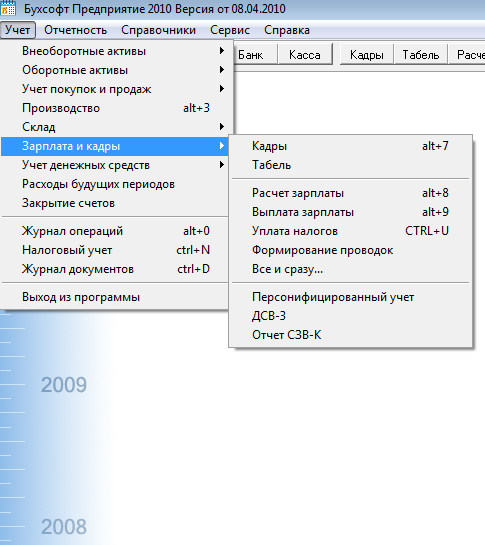 Бухсофт Предприятие 2010 Версия от 08.04.2010
Учет Отчетность Справочники Сервис Справка
Банк Касса Кадры Табель Расче
Внеоборотные активы
Оборотные активы
Учет покупок и продаж
Производство alt+3
Склад
Зарплата и кадры
Учет денежных средств
Расходы будущих периодов
Закрытие счетов
Журнал операций alt+0
Налоговый учет ctrl+N
Журнал документов ctrl+D
Выход из программы
Кадры alt+7
Табель
Расчет зарплаты alt+8
Выплата зарплаты alt+9
Уплата налогов CTRL+U
Формирование проводок
Все и сразу...
Персонифицированный учет
ДСВ-3
Отчет СЗВ-К
2009
2008